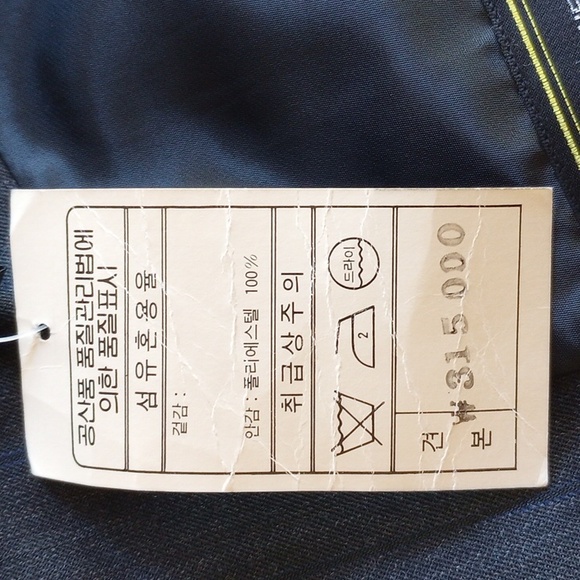 공산품 품질관리법에
의한 품질표시
섬유혼용율
겉감 :
안감 : 폴리에스텔 100%
취급상주의
2
드라이
견
본
₩315000